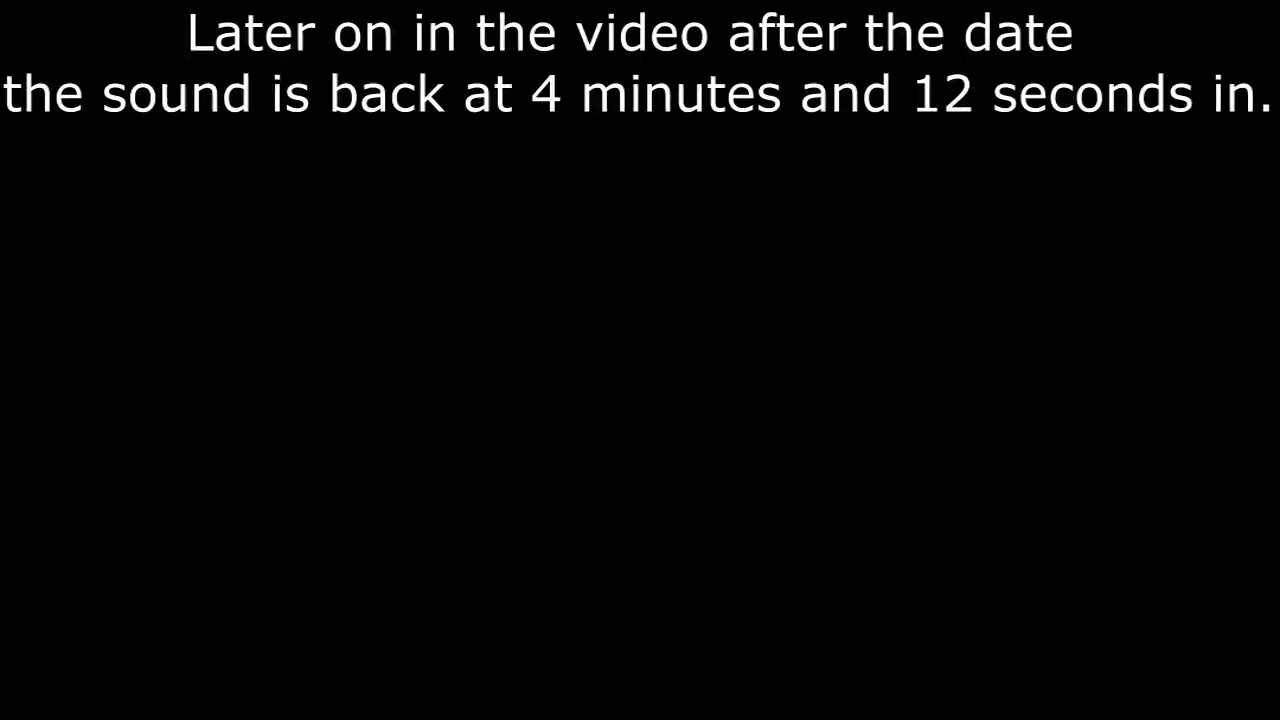 Later on in the video after the date
the sound is back at 4 minutes and 12 seconds in.